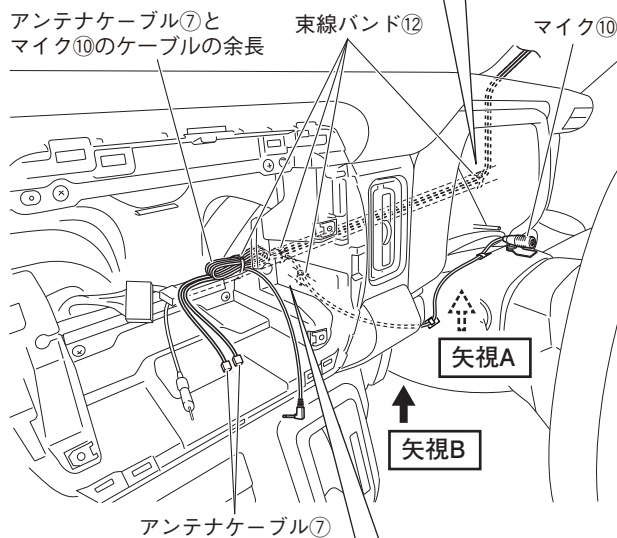 アンテナケーブル⑦と
マイク⑩のケーブルの余長
束線バンド⑫
マイク⑩
矢視A
矢視B
アンテナケーブル⑦